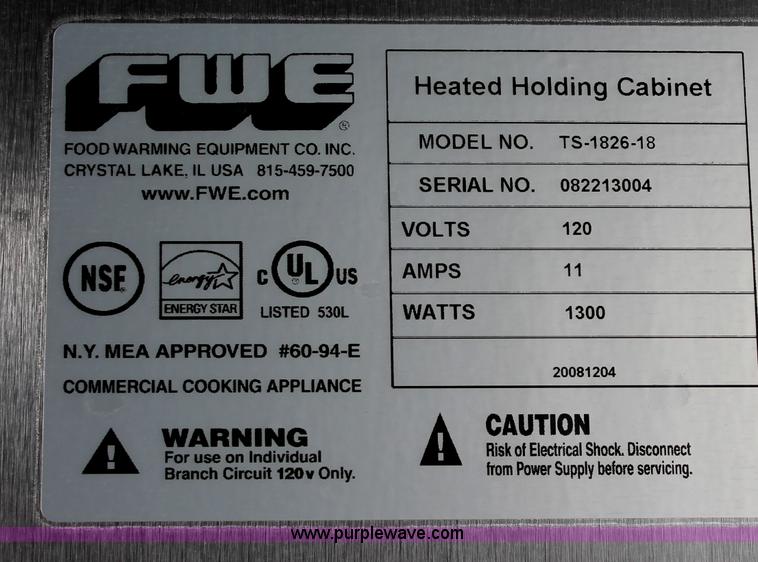 FWE ®
FOOD WARMING EQUIPMENT CO. INC.
CRYSTAL LAKE, IL USA 815-459-7500
www.FWE.com
NSF
energy
ENERGY STAR
C UL US
LISTED 530L
N.Y. MEA APPROVED #60-94-E
COMMERCIAL COOKING APPLIANCE
WARNING
For use on Individual
Branch Circuit 120v Only.
Heated Holding Cabinet
MODEL NO. TS-1826-18
SERIAL NO. 082213004
VOLTS 120
AMPS 11
WATTS 1300
20081204
CAUTION
Risk of Electrical Shock. Disconnect
from Power Supply before servicing.
www.purplewave.com